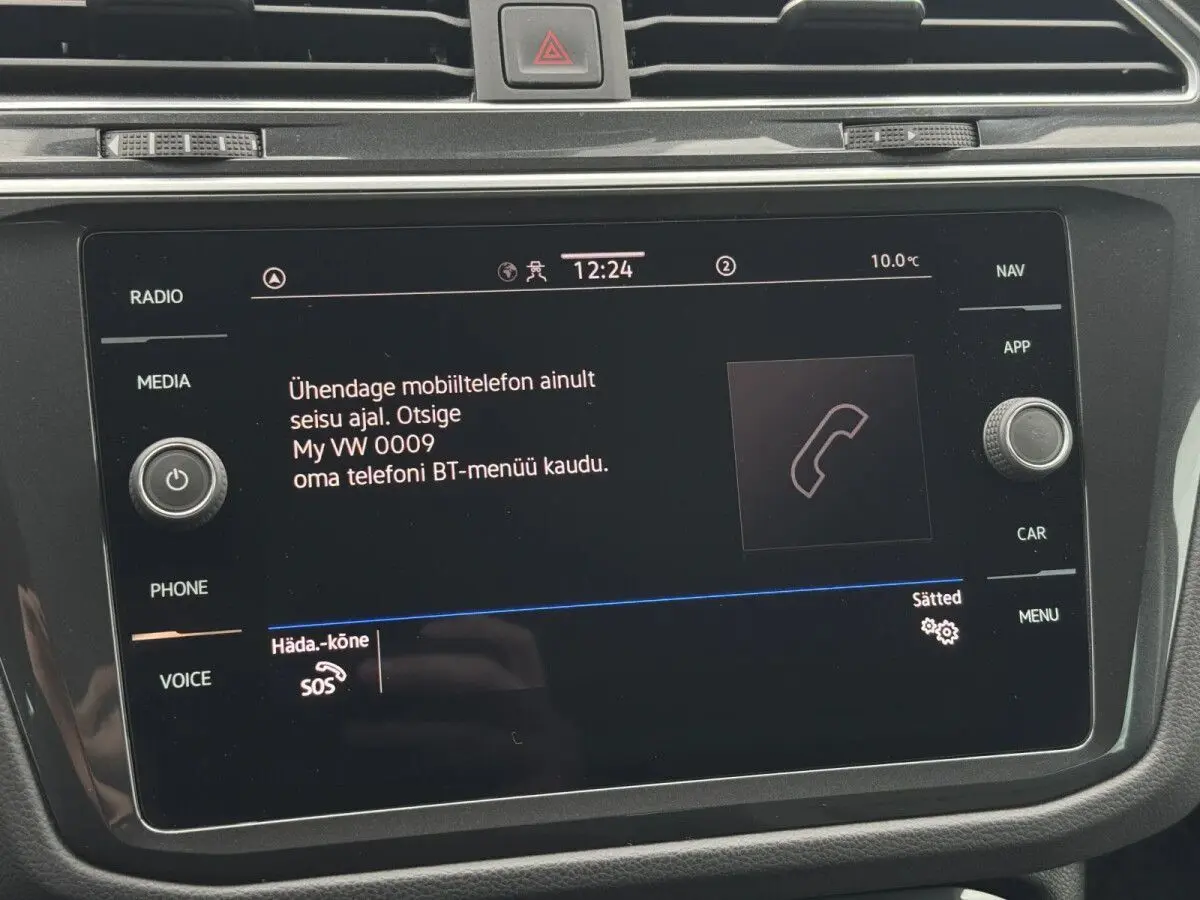 12:24
2
10.0°C
RADIO
MEDIA
PHONE
VOICE
Ühendage mobiiltelefon ainult
seisu ajal. Otsige
My VW 0009
oma telefoni BT-menüü kaudu.
Häda.-kõne
SOS
Sätted
NAV
APP
CAR
MENU